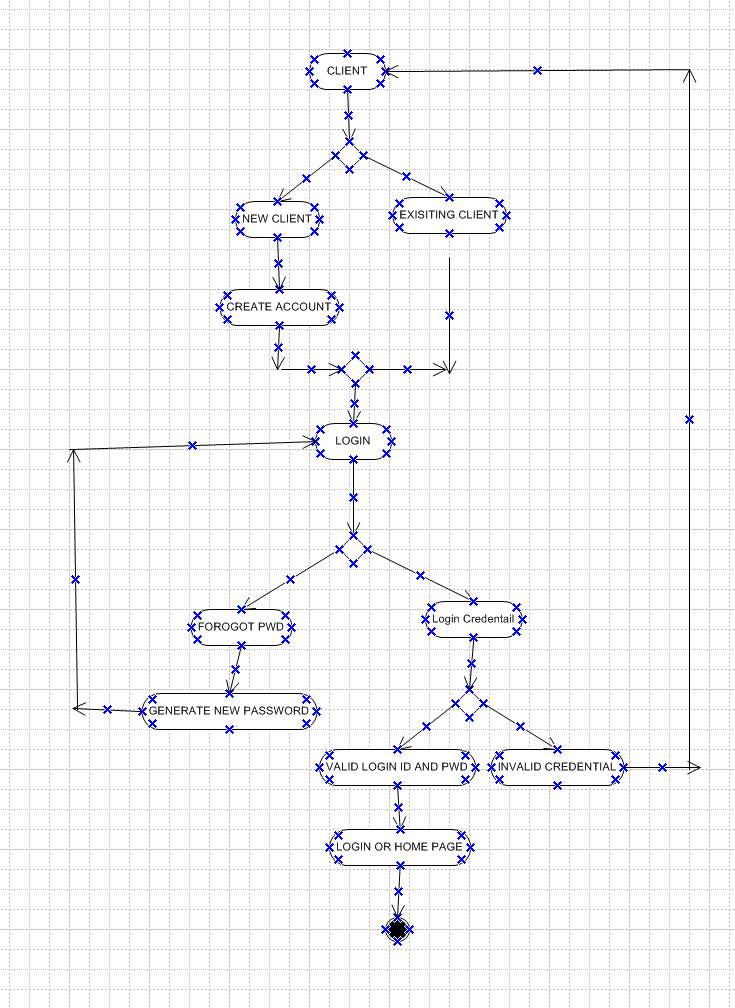 CLIENT
NEW CLIENT
EXISITING CLIENT
CREATE ACCOUNT
LOGIN
FOROGOT PWD
Login Credentail
GENERATE NEW PASSWORD
VALID LOGIN ID AND PWD
INVALID CREDENTIAL
LOGIN OR HOME PAGE